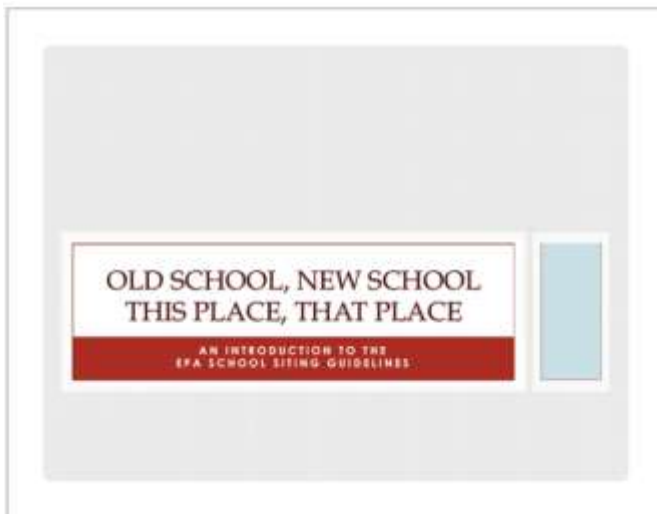 OLD SCHOOL, NEW SCHOOL
THIS PLACE, THAT PLACE
AN INTRODUCTION TO THE
EPA SCHOOL SITING GUIDELINES